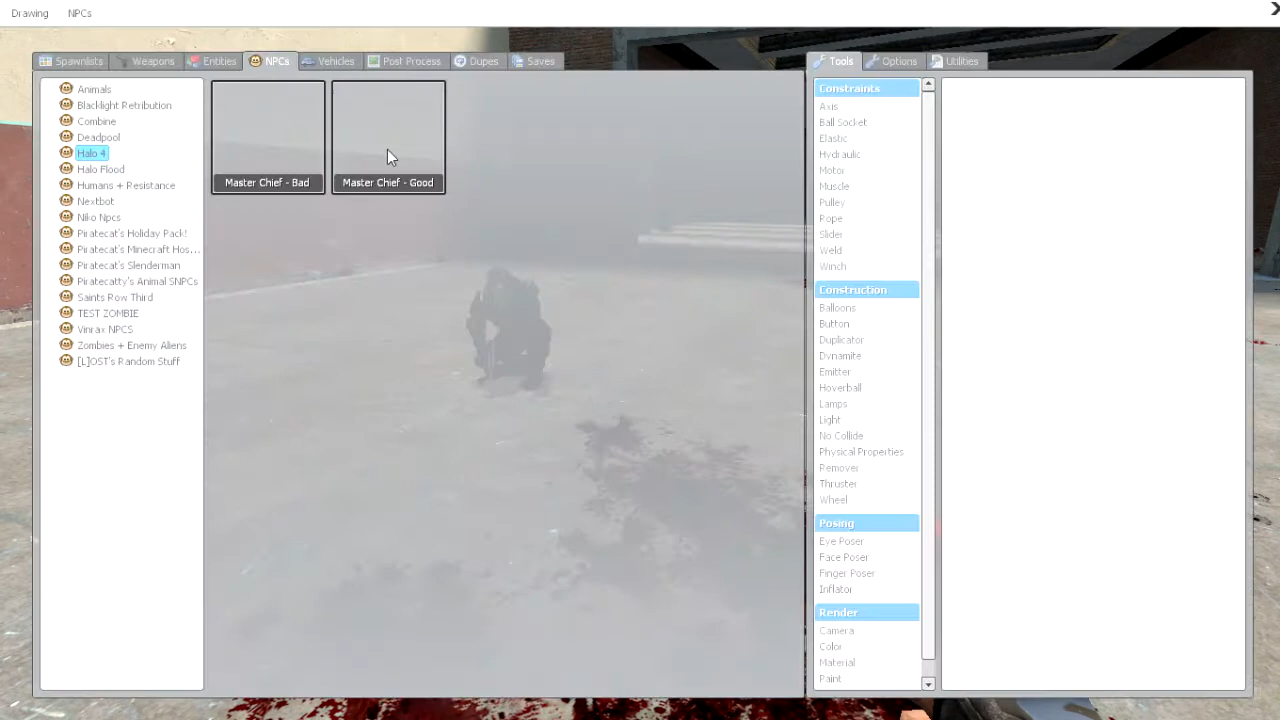 Drawing NPCs
Spawnlists Weapons Entities NPCs Vehicles Post Process Dupes Saves
Animals
Blacklight Retribution
Combine
Deadpool
Halo 4
Halo Flood
Humans + Resistance
Nextbot
Niko Npcs
Piratecat's Holiday Pack!
Piratecat's Minecraft Hos...
Piratecat's Slenderman
Piratecatty's Animal SNPCs
Saints Row Third
TEST ZOMBIE
Vinrax NPCS
Zombies + Enemy Aliens
[L]OST's Random Stuff
Master Chief - Bad
Master Chief - Good
Tools Options Utilities
Constraints
Axis
Ball Socket
Elastic
Hydraulic
Motor
Muscle
Pulley
Rope
Slider
Weld
Winch
Construction
Balloons
Button
Duplicator
Dynamite
Emitter
Hoverball
Lamps
Light
No Collide
Physical Properties
Remover
Thruster
Wheel
Posing
Eye Poser
Face Poser
Finger Poser
Inflator
Render
Camera
Color
Material
Paint